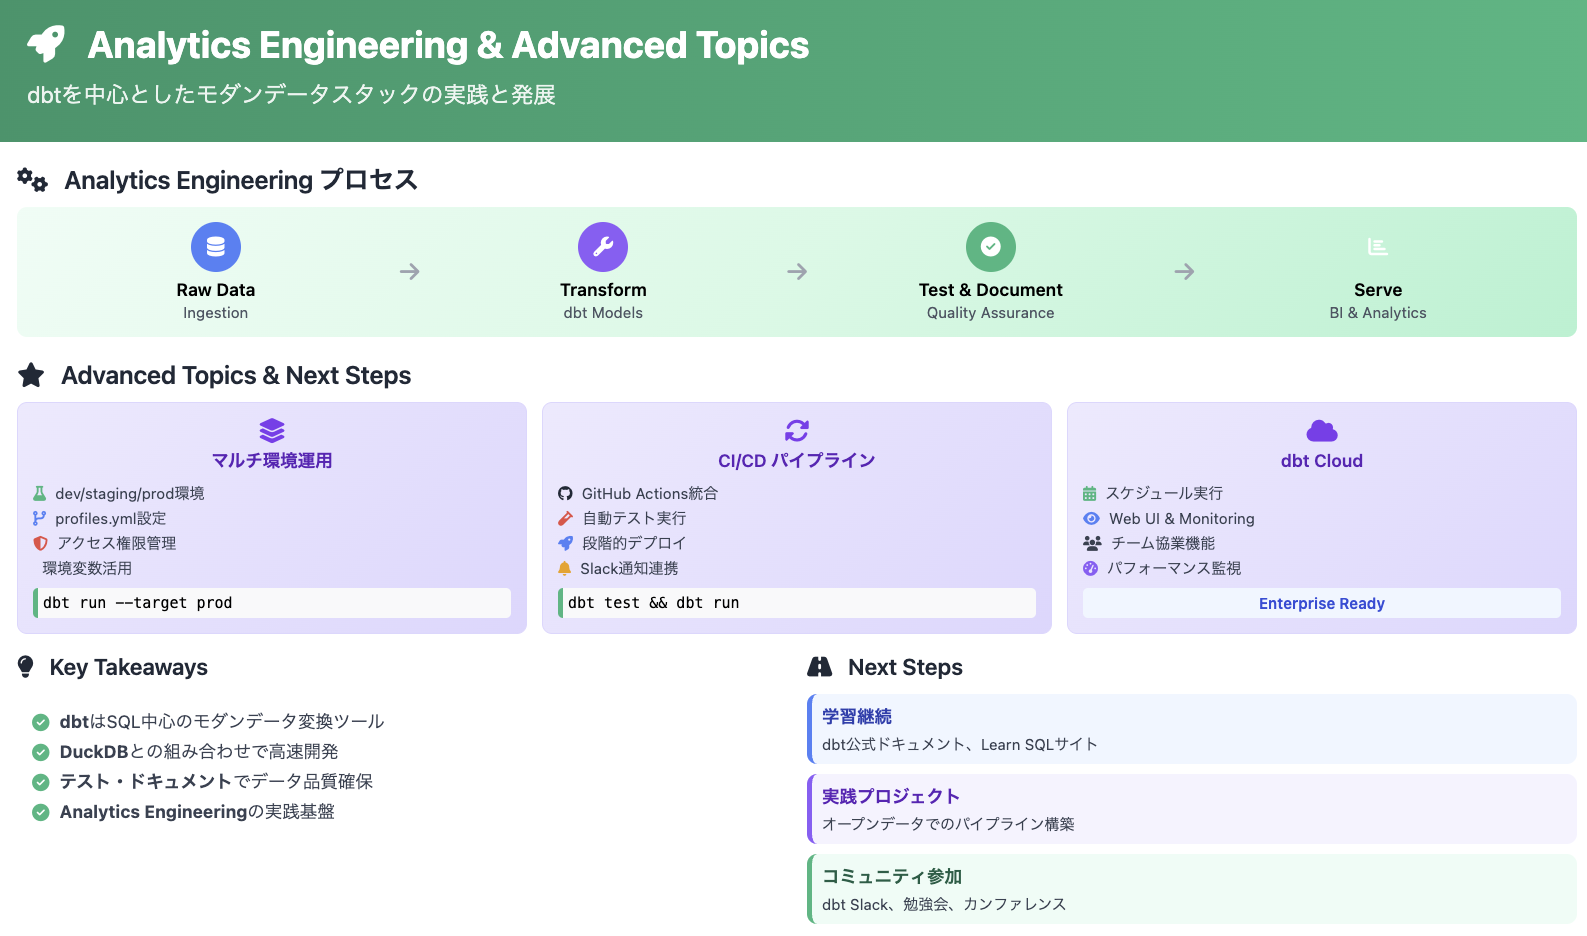 Analytics Engineering & Advanced Topics
dbtを中心としたモダンデータスタックの実践と発展
Analytics Engineering プロセス
Raw Data
Ingestion
Transform
dbt Models
Test & Document
Quality Assurance
Serve
BI & Analytics
Advanced Topics & Next Steps
マルチ環境運用
dev/staging/prod環境
profiles.yml設定
アクセス権限管理
環境変数活用
dbt run --target prod
CI/CD パイプライン
GitHub Actions統合
自動テスト実行
段階的デプロイ
Slack通知連携
dbt test && dbt run
dbt Cloud
スケジュール実行
Web UI & Monitoring
チーム協業機能
パフォーマンス監視
Enterprise Ready
Key Takeaways
dbtはSQL中心のモダンデータ変換ツール
DuckDBとの組み合わせで高速開発
テスト・ドキュメントでデータ品質確保
Analytics Engineeringの実践基盤
Next Steps
学習継続
dbt公式ドキュメント、Learn SQLサイト
実践プロジェクト
オープンデータでのパイプライン構築
コミュニティ参加
dbt Slack、勉強会、カンファレンス